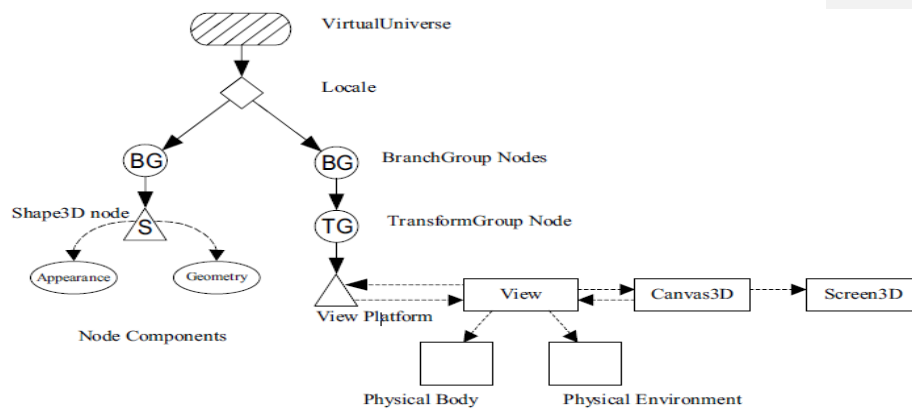 VirtualUniverse
Locale
BG
BG
BranchGroup Nodes
Shape3D node
S
TG
TransformGroup Node
Appearance
Geometry
View
Canvas3D
Screen3D
View Platform
Node Components
Physical Body
Physical Environment